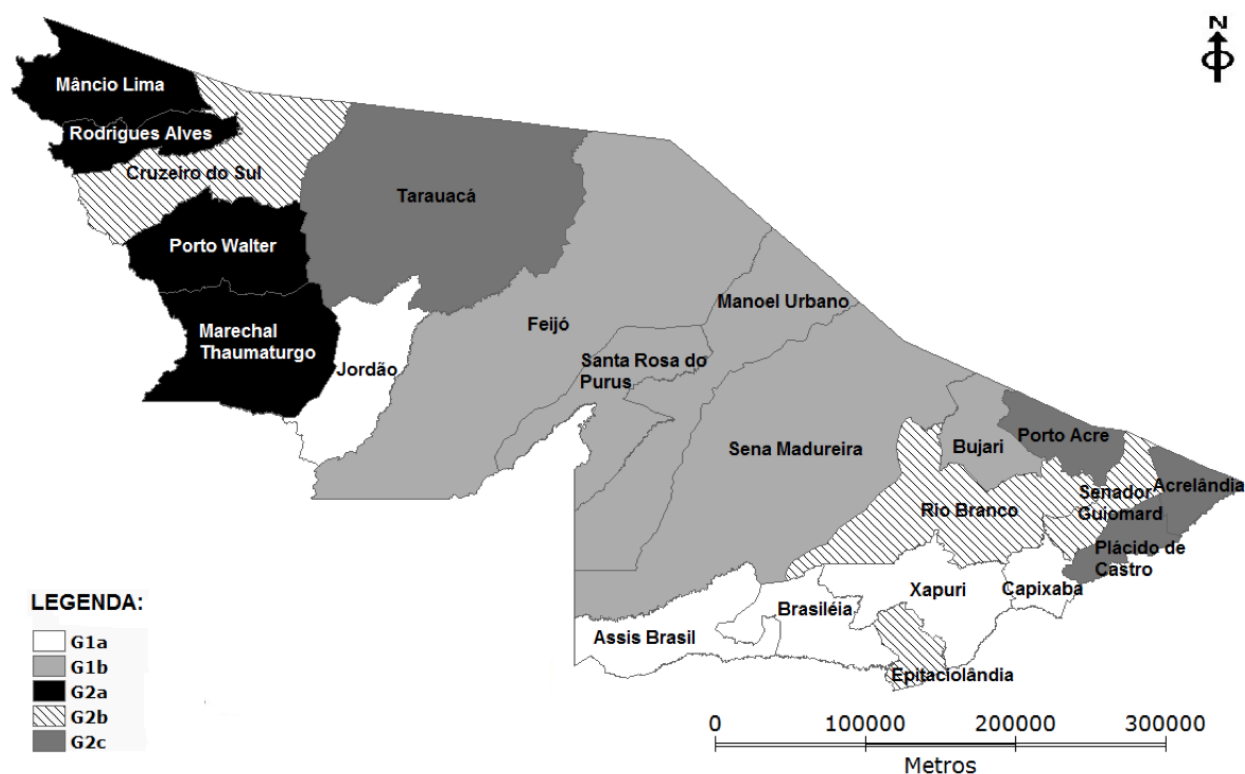 N
Mâncio Lima
Rodrigues Alves
Cruzeiro do Sul
Tarauacá
Porto Walter
Manoel Urbano
Feijó
Marechal
Thaumaturgo
Jordão
Santa Rosa do
Purus
Sena Madureira
Bujari
Porto Acre
Acrelândia
Senador
Guiomard
Rio Branco
Plácido de
Castro
Xapuri
Capixaba
Brasiléia
Assis Brasil
Epitaciolândia
LEGENDA:
G1a
G1b
G2a
G2b
G2c
0 100000 200000 300000
Metros